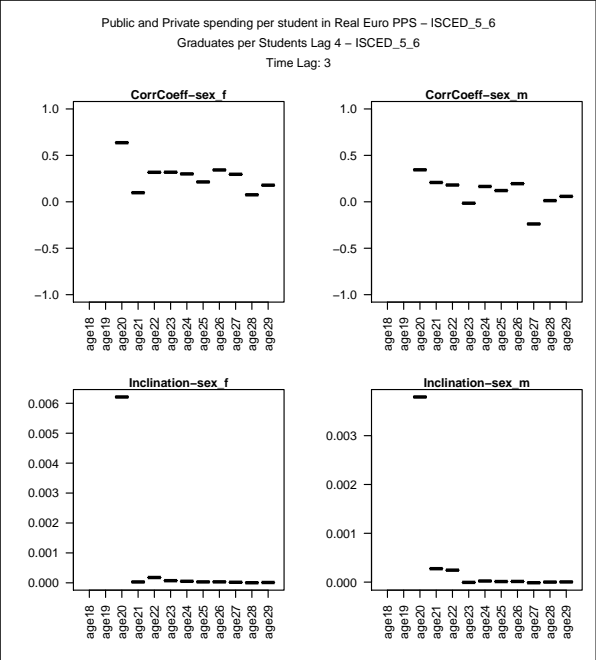 Public and Private spending per student in Real Euro PPS − ISCED_5_6
Graduates per Students Lag 4 − ISCED_5_6
Time Lag: 3
CorrCoeff−sex_f
1.0
0.5
0.0
−0.5
−1.0
age18
age19
age20
age21
age22
age23
age24
age25
age26
age27
age28
age29
CorrCoeff−sex_m
1.0
0.5
0.0
−0.5
−1.0
age18
age19
age20
age21
age22
age23
age24
age25
age26
age27
age28
age29
Inclination−sex_f
0.006
0.005
0.004
0.003
0.002
0.001
0.000
age18
age19
age20
age21
age22
age23
age24
age25
age26
age27
age28
age29
Inclination−sex_m
0.003
0.002
0.001
0.000
age18
age19
age20
age21
age22
age23
age24
age25
age26
age27
age28
age29